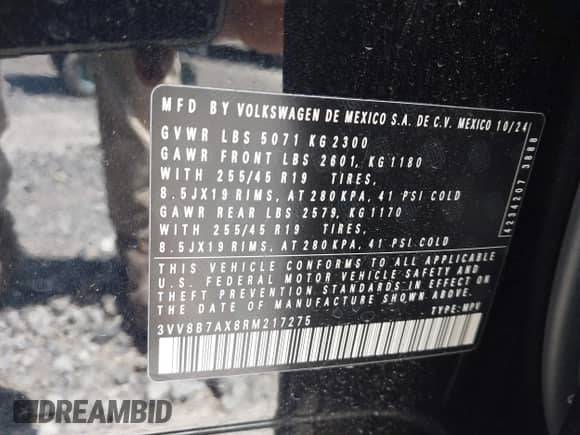 MFD BY VOLKSWAGEN DE MEXICO S.A. DE C.V. MEXICO 10/24
GVWR LBS 5071 KG 2300
GAWR FRONT LBS 2601, KG 1180
WITH 255/45 R19 TIRES,
8.5JX19 RIMS, AT 280 KPA, 41 PSI COLD
GAWR REAR LBS 2579, KG 1170
WITH 255/45 R19 TIRES,
8.5JX19 RIMS, AT 280 KPA, 41 PSI COLD
THIS VEHICLE CONFORMS TO ALL APPLICABLE
U.S. FEDERAL MOTOR VEHICLE SAFETY AND
THEFT PREVENTION STANDARDS IN EFFECT
ON THE DATE OF MANUFACTURE SHOWN ABOVE.
3VV8B7AX8RM217275 TYPE: MPV
4234207 3888
DREAMBID